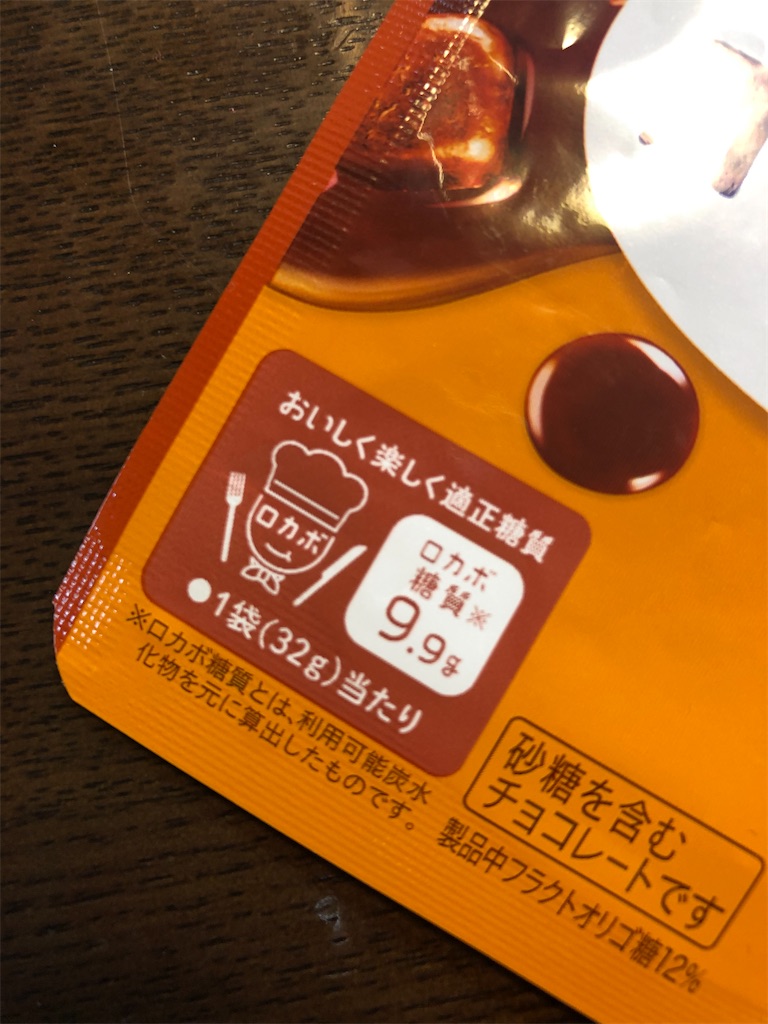 おいしく楽しく適正糖質
ロカボ
ロカボ
糖質※
9.9g
●1袋(32g)当たり
※ロカボ糖質とは、利用可能炭水
化物を元に算出したものです。
砂糖を含む
チョコレートです
製品中フラクトオリゴ糖12%